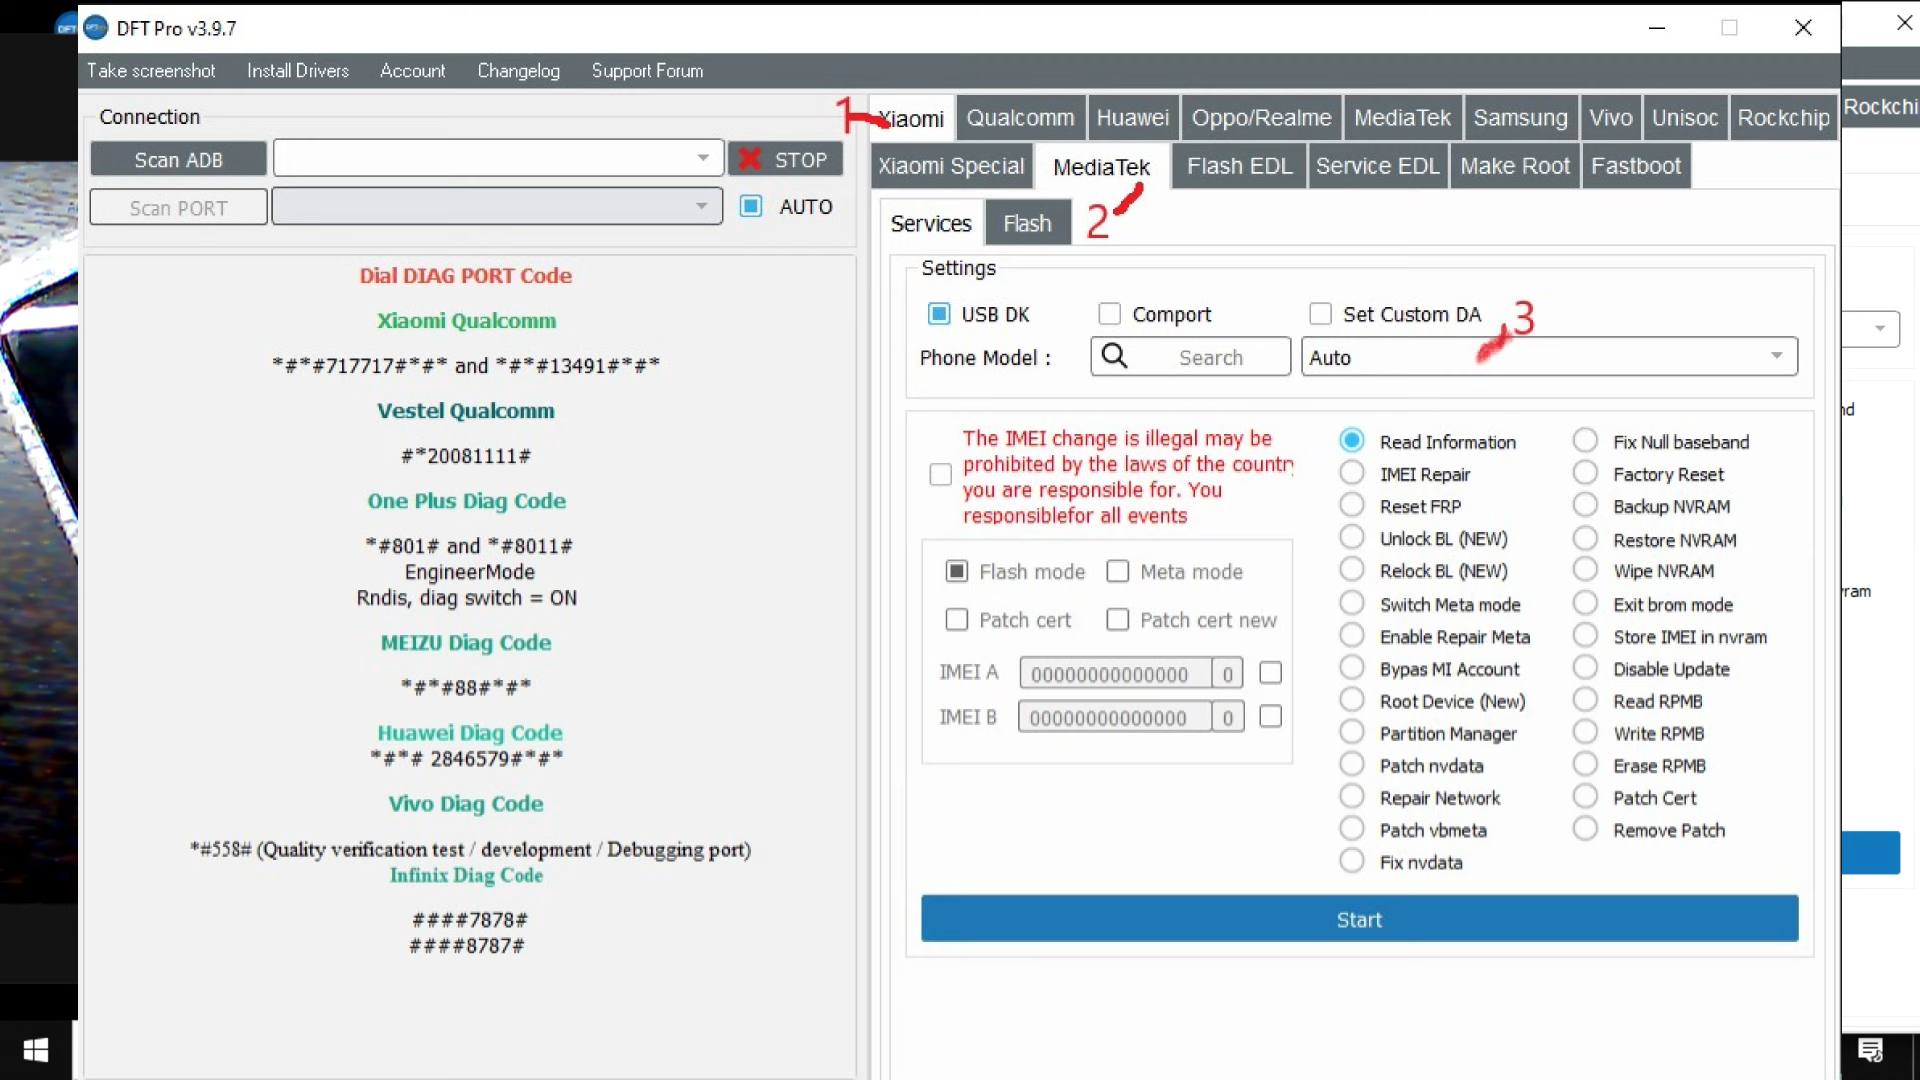 DFT Pro v3.9.7
Take screenshot Install Drivers Account Changelog Support Forum
Connection
Scan ADB STOP
Scan PORT AUTO
1
Xiaomi Qualcomm Huawei Oppo/Realme MediaTek Samsung Vivo Unisoc Rockchip
Rockchi
Xiaomi Special MediaTek Flash EDL Service EDL Make Root Fastboot
2
Services Flash
Dial DIAG PORT Code
Xiaomi Qualcomm
*#*#717717#*#* and *#*#13491#*#*
Vestel Qualcomm
#*20081111#
One Plus Diag Code
*#801# and *#8011#
EngineerMode
Rndis, diag switch = ON
MEIZU Diag Code
*#*#88#*#*
Huawei Diag Code
*#*# 2846579#*#*
Vivo Diag Code
*#558# (Quality verification test / development / Debugging port)
Infinix Diag Code
####7878#
####8787#
Settings
USB DK Comport Set Custom DA
3
Phone Model : Search Auto
The IMEI change is illegal may be
prohibited by the laws of the country
you are responsible for. You
responsiblefor all events
Flash mode Meta mode
Patch cert Patch cert new
IMEI A 00000000000000 0
IMEI B 00000000000000 0
Read Information Fix Null baseband
IMEI Repair Factory Reset
Reset FRP Backup NVRAM
Unlock BL (NEW) Restore NVRAM
Relock BL (NEW) Wipe NVRAM
Switch Meta mode Exit brom mode
Enable Repair Meta Store IMEI in nvram
Bypas MI Account Disable Update
Root Device (New) Read RPMB
Partition Manager Write RPMB
Patch nvdata Erase RPMB
Repair Network Patch Cert
Patch vbmeta Remove Patch
Fix nvdata
Start